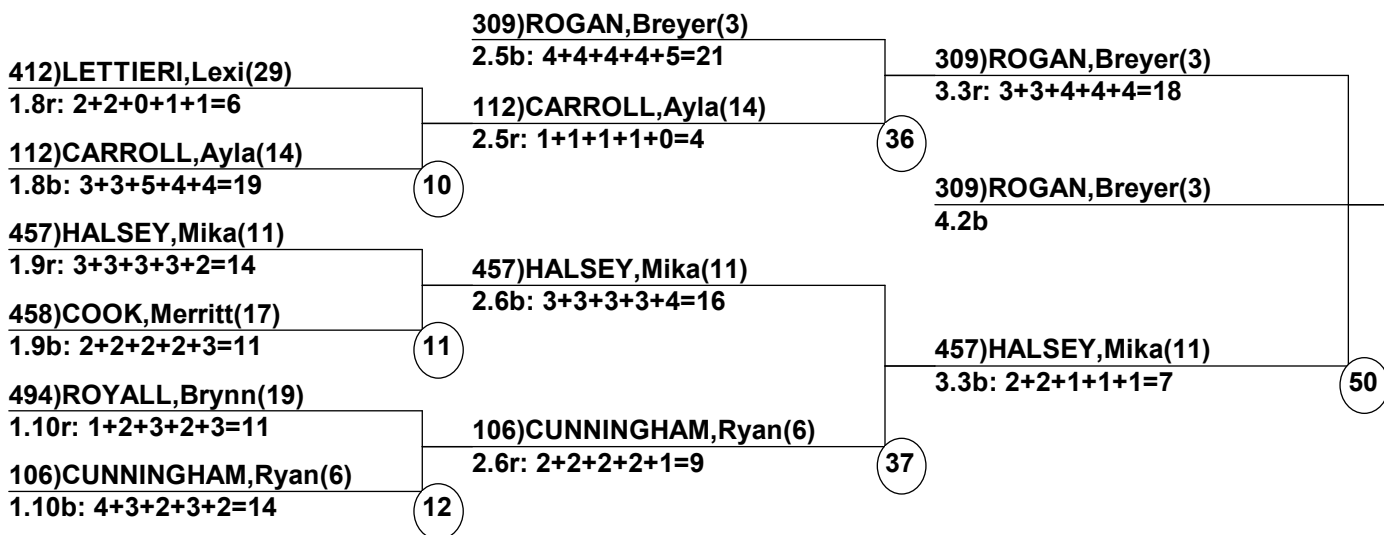 412)LETTIERI,Lexi(29)
1.8r: 2+2+0+1+1=6
112)CARROLL,Ayla(14)
1.8b: 3+3+5+4+4=19
10
457)HALSEY,Mika(11)
1.9r: 3+3+3+3+2=14
458)COOK,Merritt(17)
1.9b: 2+2+2+2+3=11
11
494)ROYALL,Brynn(19)
1.10r: 1+2+3+2+3=11
106)CUNNINGHAM,Ryan(6)
1.10b: 4+3+2+3+2=14
12
309)ROGAN,Breyer(3)
2.5b: 4+4+4+4+5=21
112)CARROLL,Ayla(14)
2.5r: 1+1+1+1+0=4
36
457)HALSEY,Mika(11)
2.6b: 3+3+3+3+4=16
106)CUNNINGHAM,Ryan(6)
2.6r: 2+2+2+2+1=9
37
309)ROGAN,Breyer(3)
3.3r: 3+3+4+4+4=18
309)ROGAN,Breyer(3)
4.2b
457)HALSEY,Mika(11)
3.3b: 2+2+1+1+1=7
50